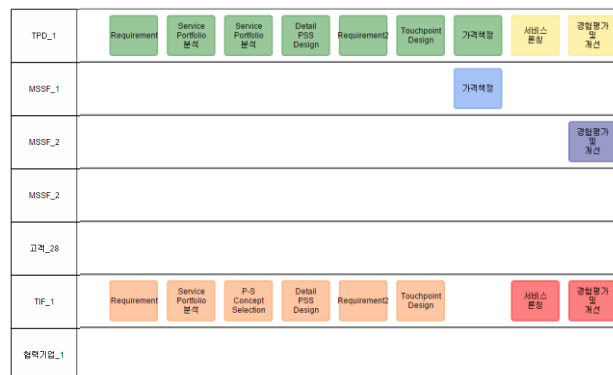 TPD_1
Requirement
Service
Portfolio
분석
Service
Portfolio
분석
Detail
PSS
Design
Requirement2
Touchpoint
Design
가격책정
서비스
론칭
경험평가
및
개선
MSSF_1
가격책정
MSSF_2
경험평가
및
개선
MSSF_2
고객_28
TIF_1
Requirement
Service
Portfolio
분석
P-S
Concept
Selection
Detail
PSS
Design
Requirement2
Touchpoint
Design
서비스
론칭
경험평가
및
개선
협력기업_1